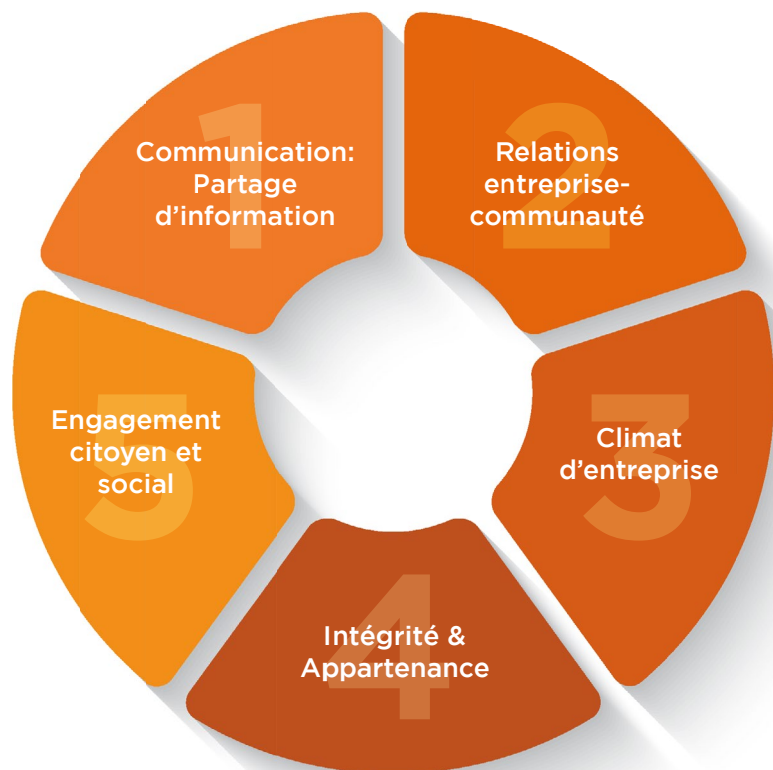 1
Communication:
Partage
d'information
2
Relations
entreprise-
communauté
3
Climat
d'entreprise
4
Intégrité &
Appartenance
5
Engagement
citoyen et
social